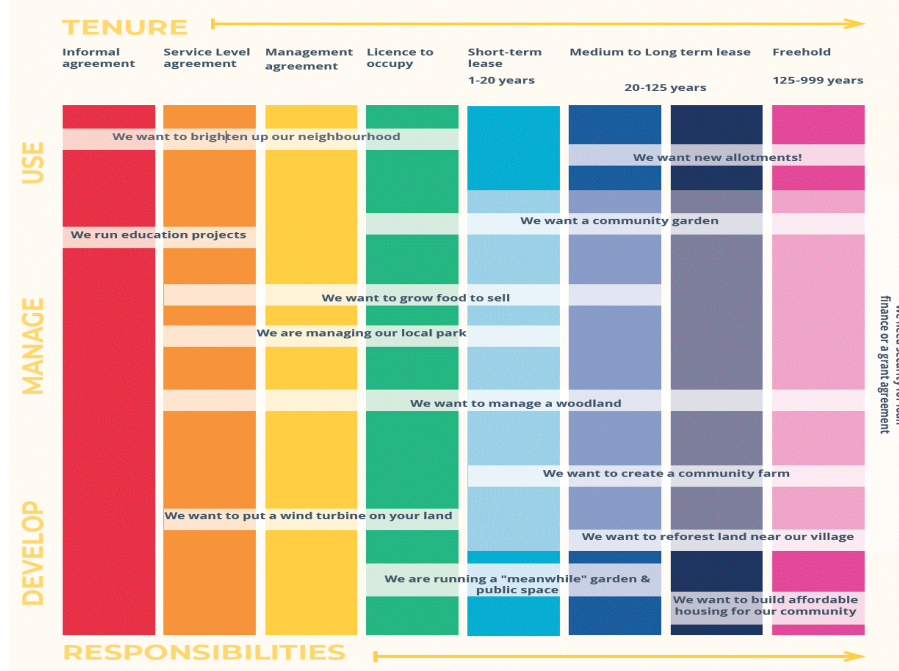 TENURE
Informal
agreement
Service Level
agreement
Management
agreement
Licence to
occupy
Short-term
lease
1-20 years
Medium to Long term lease
20-125 years
Freehold
125-999 years
USE
We want to brighten up our neighbourhood
We want new allotments!
We want a community garden
We run education projects
MANAGE
We want to grow food to sell
We are managing our local park
We want to manage a woodland
finance or a grant agreement
We want to create a community farm
DEVELOP
We want to put a wind turbine on your land
We want to reforest land near our village
We are running a "meanwhile" garden &
public space
We want to build affordable
housing for our community
RESPONSIBILITIES